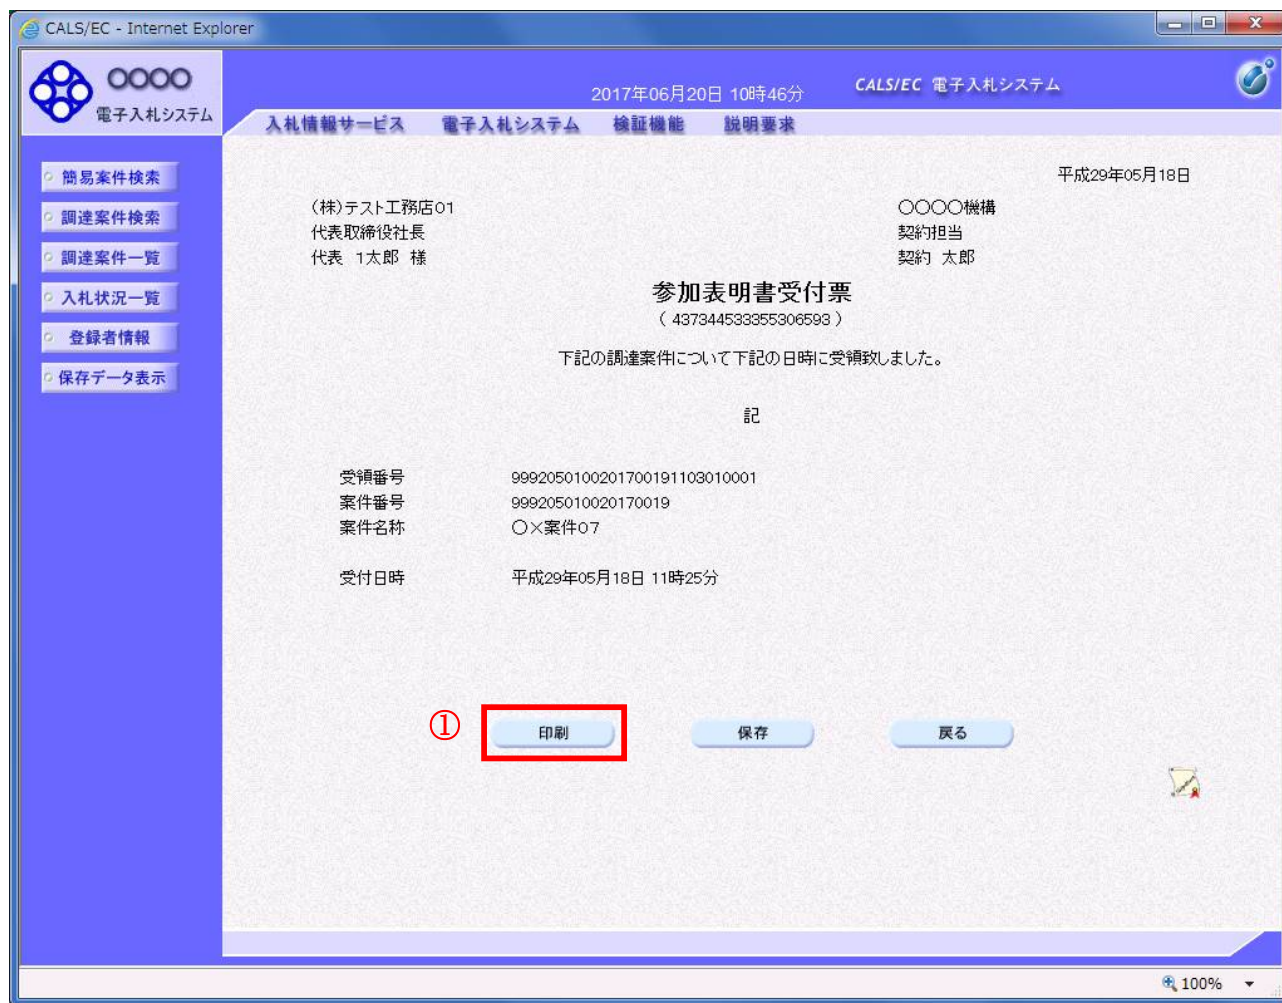 CALS/EC - Internet Explorer
〇〇〇〇
電子入札システム
2017年06月20日 10時46分
CALS/EC 電子入札システム
入札情報サービス 電子入札システム 検証機能 説明要求
簡易案件検索
調達案件検索
調達案件一覧
入札状況一覧
登録者情報
保存データ表示
平成29年05月18日
(株)テスト工務店01
代表取締役社長
代表 1太郎 様
〇〇〇〇機構
契約担当
契約 太郎
参加表明書受付票
( 437344533355306593 )
下記の調達案件について下記の日時に受領致しました。
記
受領番号 99920501002017001911030​10001
案件番号 999205010020170019
案件名称 〇×案件07
受付日時 平成29年05月18日 11時25分
①
印刷
保存
戻る
100%